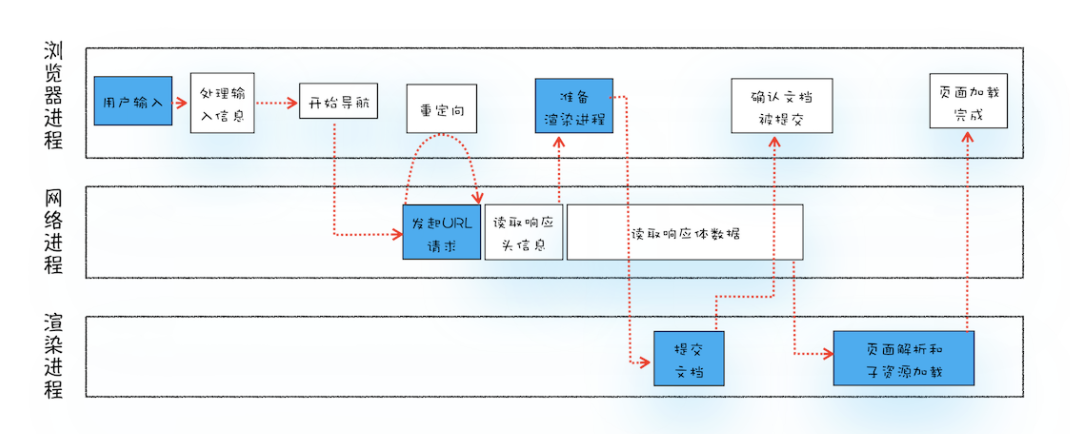 浏览器进程
用户输入
处理输
入信息
开始导航
重定向
准备
渲染进程
确认文档
被提交
页面加载
完成
网络进程
发起URL
请求
读取响应
头信息
读取响应体数据
渲染进程
提交
文档
页面解析和
子资源加载